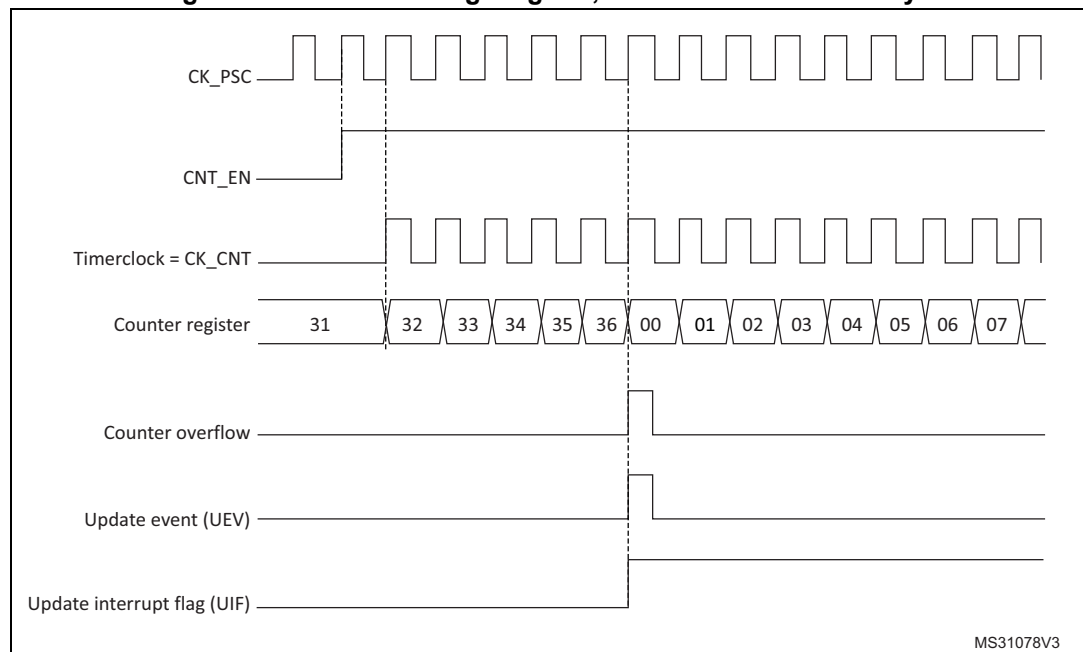 CK_PSC
CNT_EN
Timerclock = CK_CNT
Counter register 31 32 33 34 35 36 00 01 02 03 04 05 06 07
Counter overflow
Update event (UEV)
Update interrupt flag (UIF)
MS31078V3